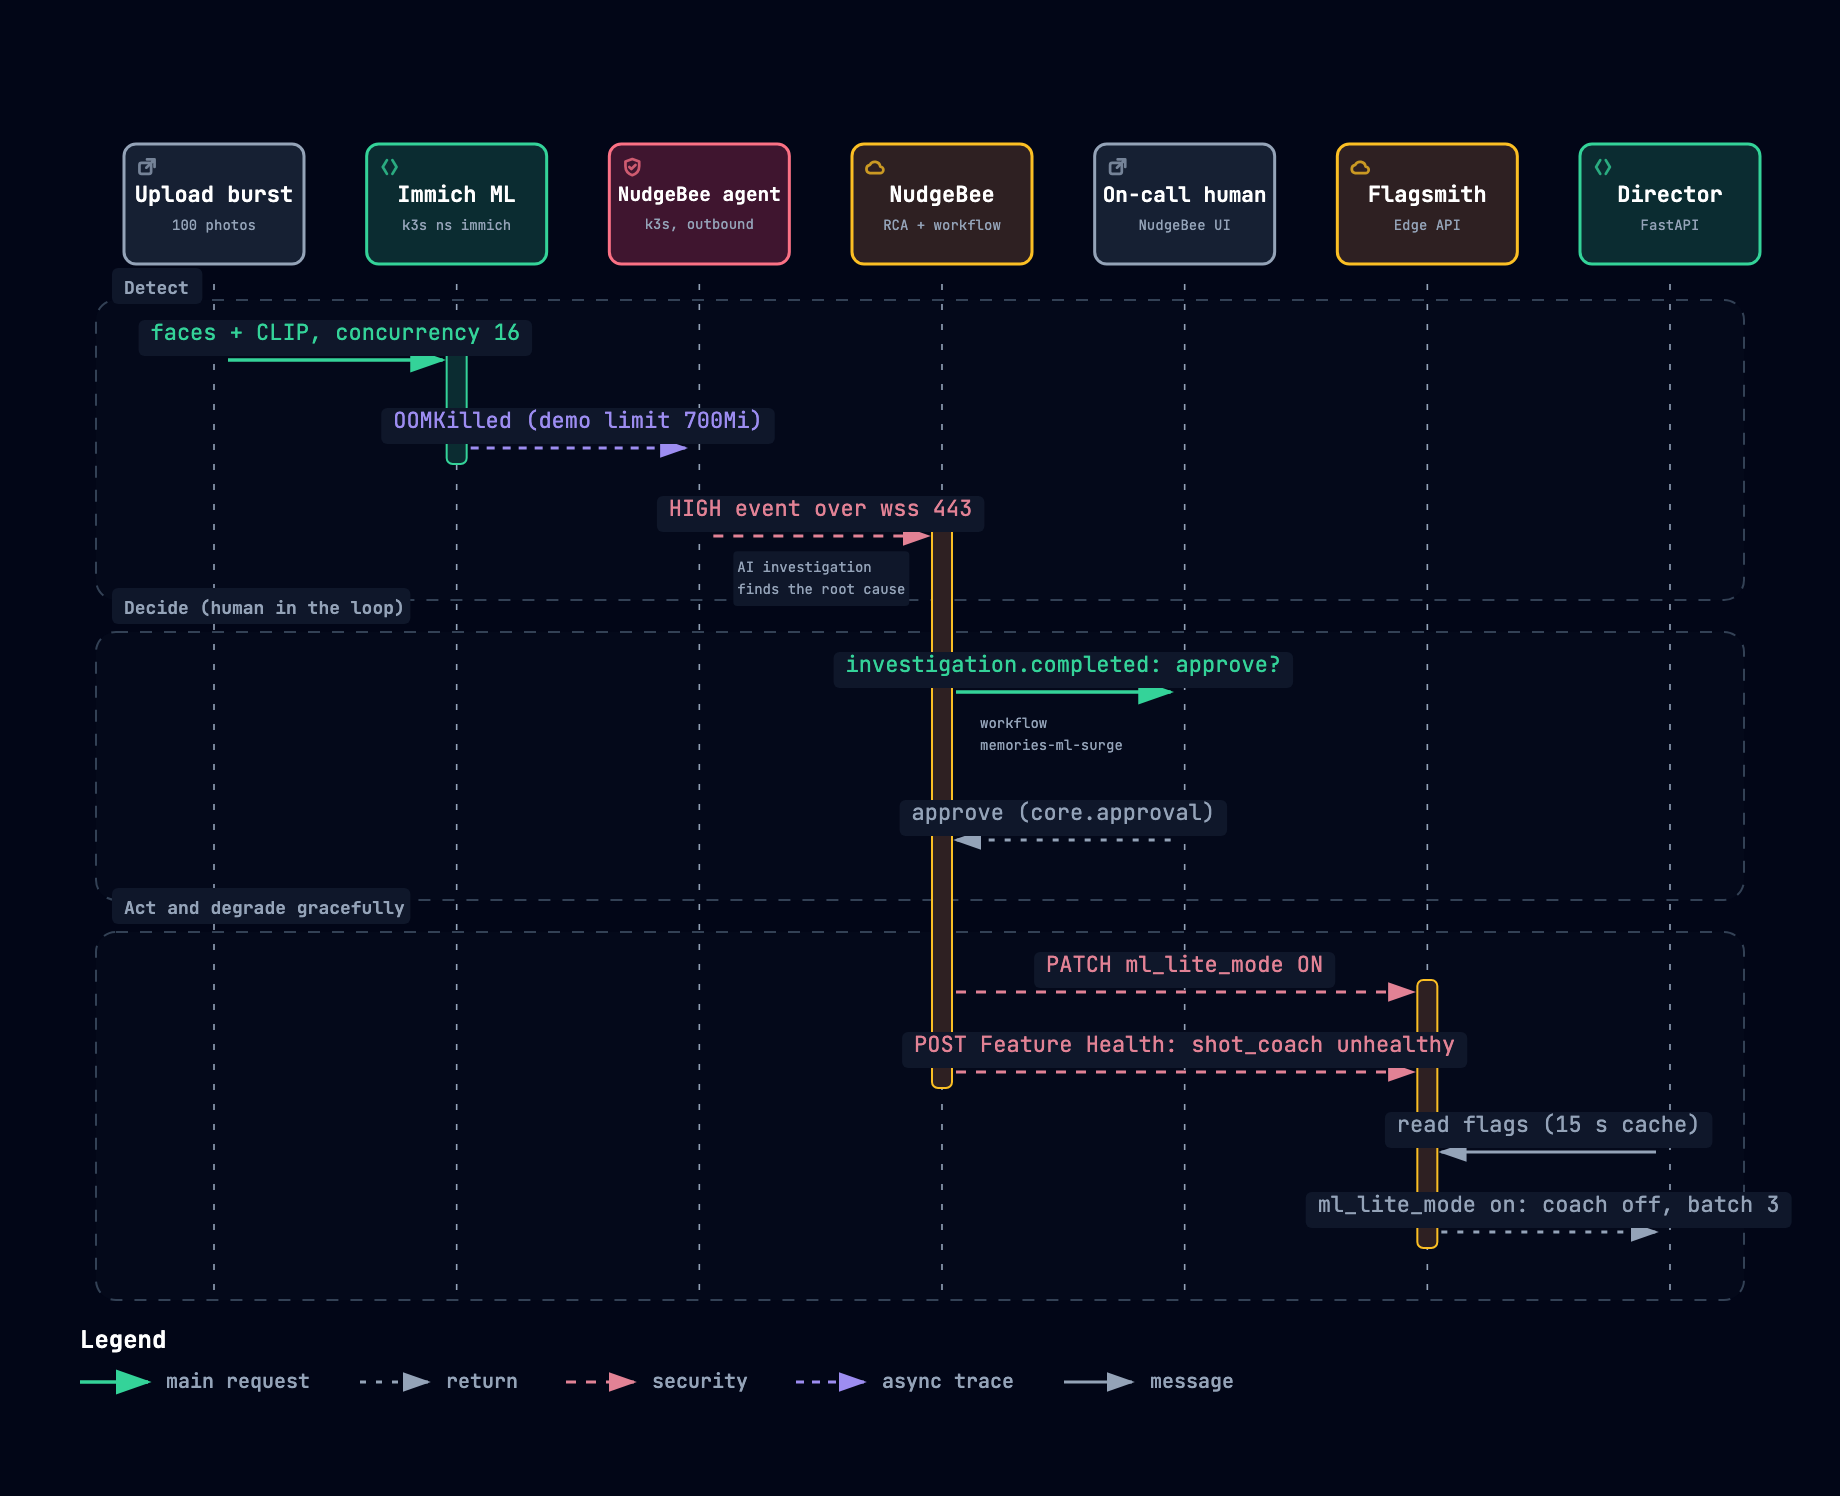 Upload burst
100 photos
Immich ML
k3s ns immich
NudgeBee agent
k3s, outbound
NudgeBee
RCA + workflow
On-call human
NudgeBee UI
Flagsmith
Edge API
Director
FastAPI
Detect
faces + CLIP, concurrency 16
OOMKilled (demo limit 700Mi)
HIGH event over wss 443
AI investigation
finds the root cause
Decide (human in the loop)
investigation.completed: approve?
workflow
memories-ml-surge
approve (core.approval)
Act and degrade gracefully
PATCH ml_lite_mode ON
POST Feature Health: shot_coach unhealthy
read flags (15 s cache)
ml_lite_mode on: coach off, batch 3
Legend
main request
return
security
async trace
message